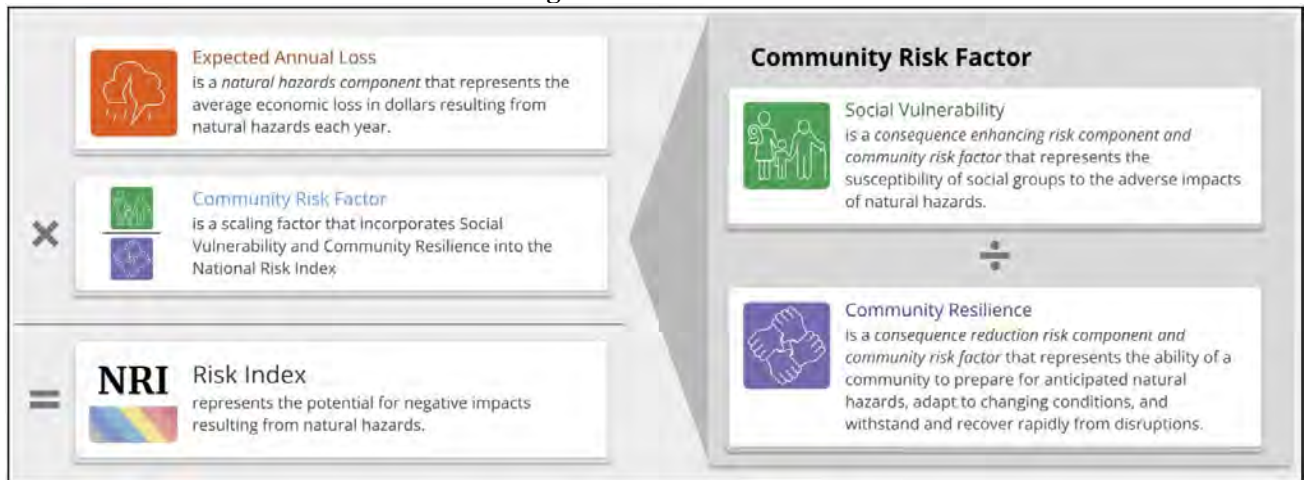 Expected Annual Loss
is a natural hazards component that represents the
average economic loss in dollars resulting from
natural hazards each year.
×
Community Risk Factor
is a scaling factor that incorporates Social
Vulnerability and Community Resilience into the
National Risk Index
=
NRI
Risk Index
represents the potential for negative impacts
resulting from natural hazards.
Community Risk Factor
Social Vulnerability
is a consequence enhancing risk component and
community risk factor that represents the
susceptibility of social groups to the adverse impacts
of natural hazards.
÷
Community Resilience
is a consequence reduction risk component and
community risk factor that represents the ability of a
community to prepare for anticipated natural
hazards, adapt to changing conditions, and
withstand and recover rapidly from disruptions.